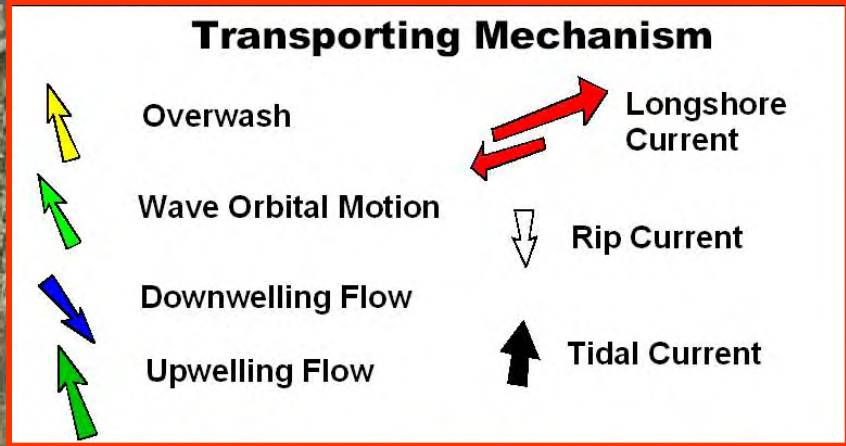 Transporting Mechanism
Overwash
Wave Orbital Motion
Downwelling Flow
Upwelling Flow
Longshore
Current
Rip Current
Tidal Current